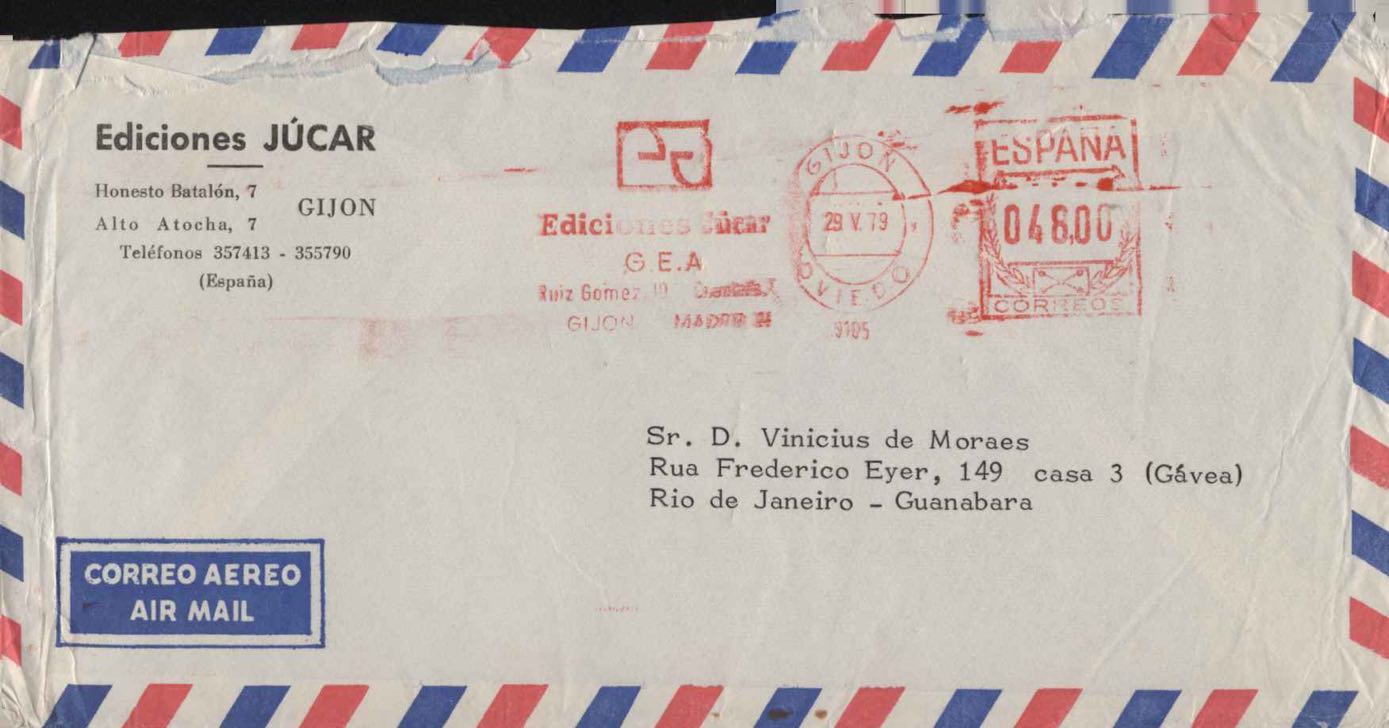 Ediciones JÚCAR
Honesto Batalón, 7
GIJON
Alto Atocha, 7
Teléfonos 357413 - 355790
(España)
Ediciones Júcar
G.E.A
Ruiz Gomez, 10
GIJON MADRID
GIJON
29 V. 79
OVIEDO
9105
ESPAÑA
048,00
CORREOS
Sr. D. Vinicius de Moraes
Rua Frederico Eyer, 149 casa 3 (Gávea)
Rio de Janeiro - Guanabara
CORREO AEREO
AIR MAIL